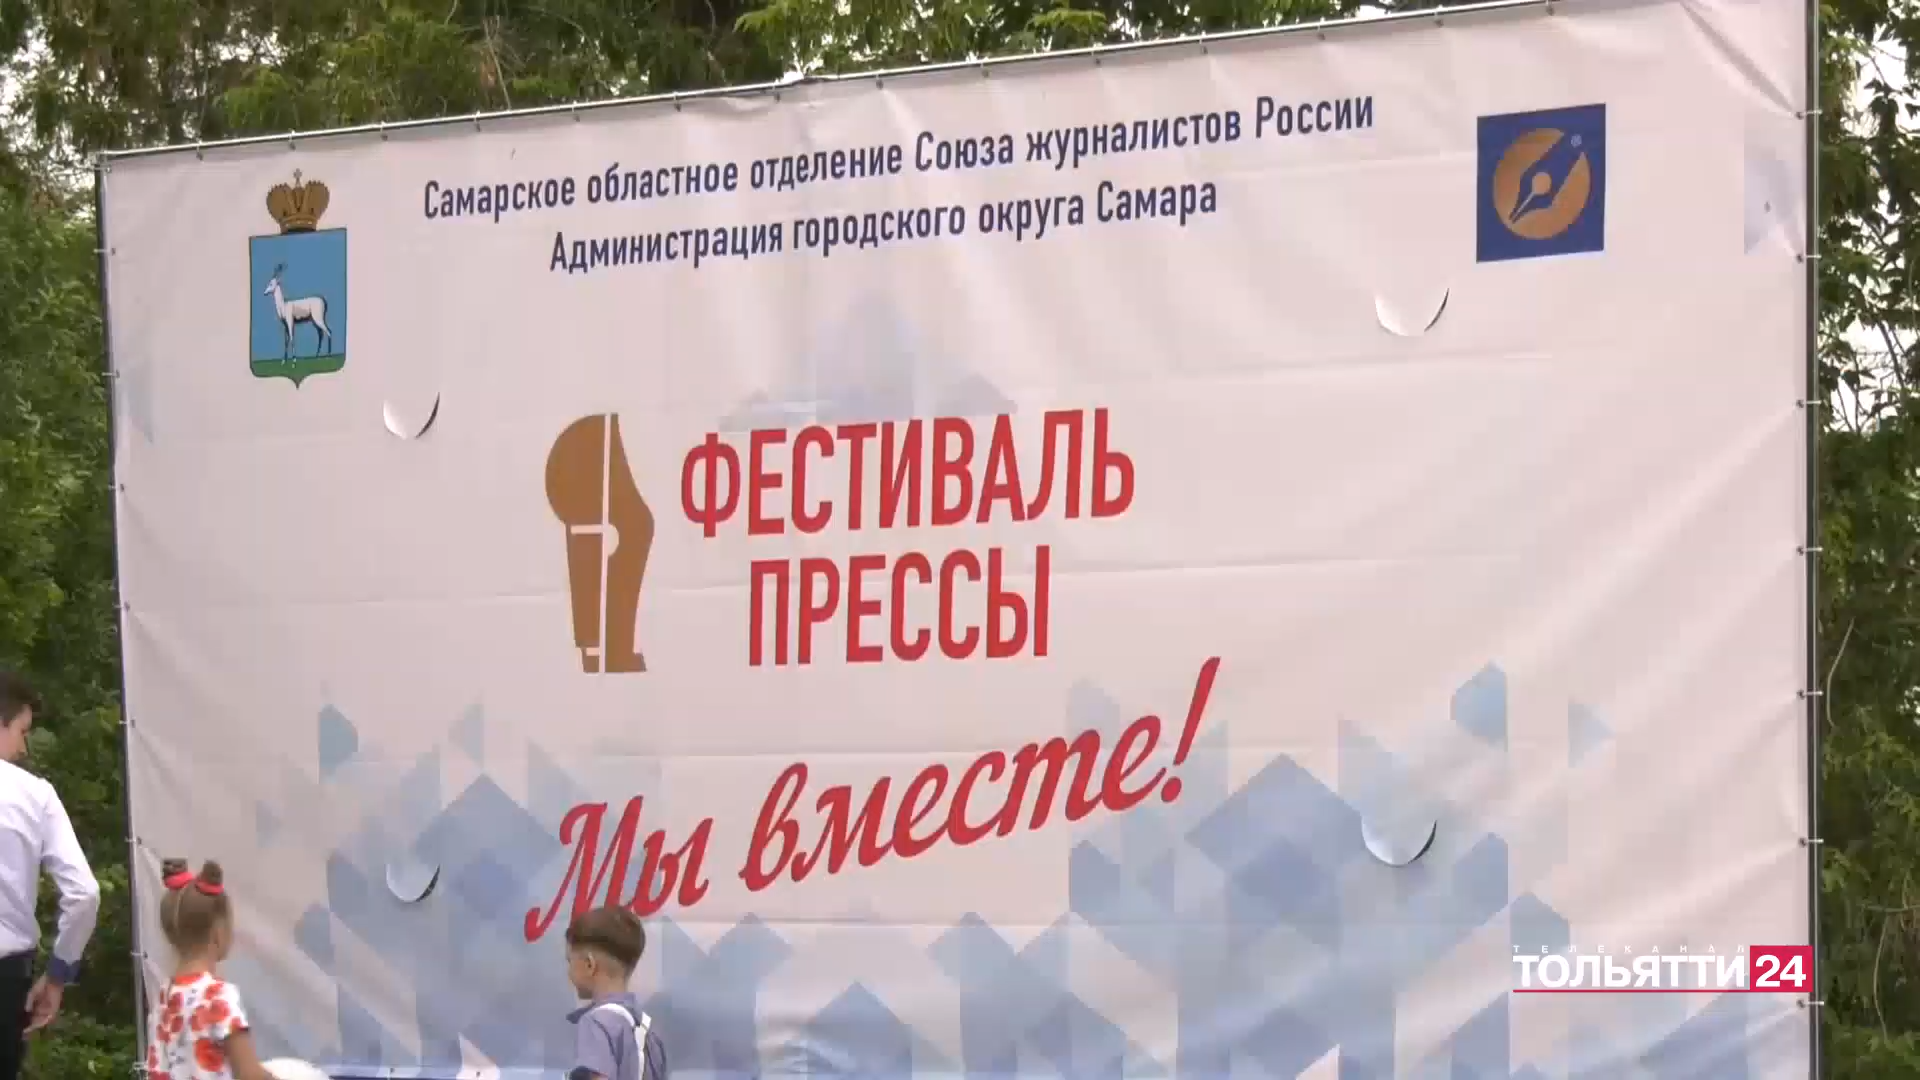 Самарское областное отделение Союза журналистов России
Администрация городского округа Самара
ФЕСТИВАЛЬ
ПРЕССЫ
Мы вместе!
ТЕЛЕКАНАЛ
ТОЛЬЯТТИ 24